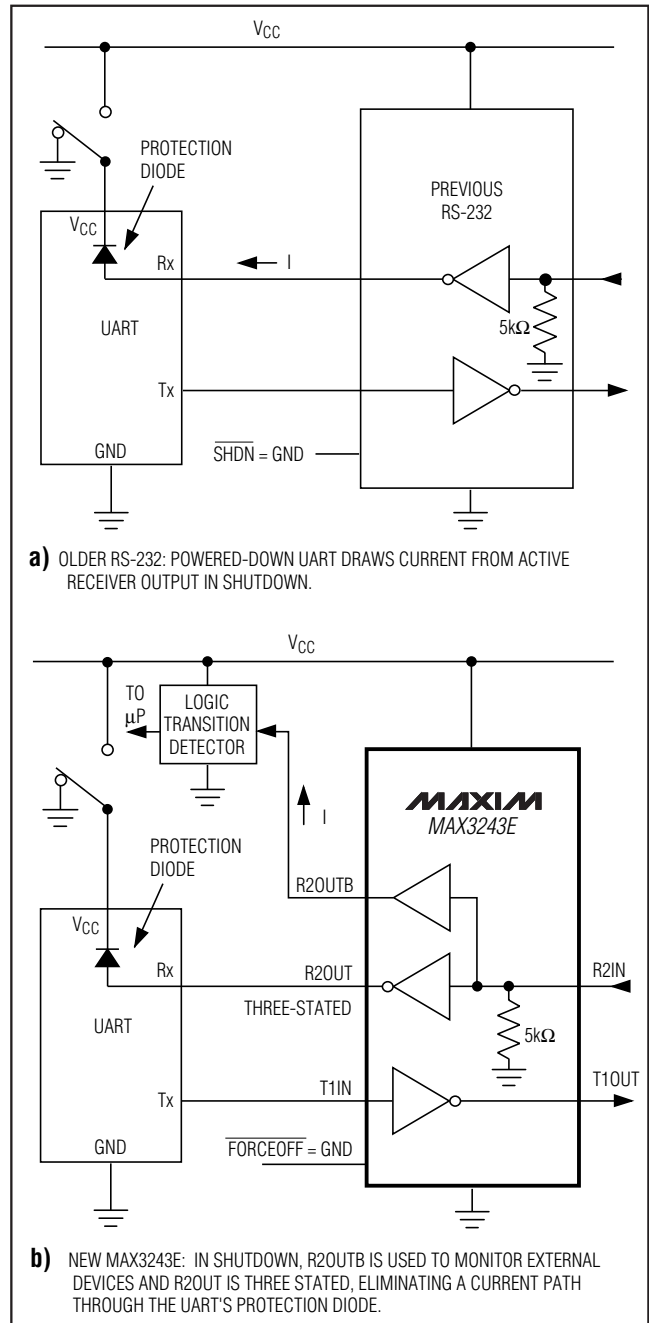 VCC
PROTECTION
DIODE
VCC
Rx
I
UART
Tx
GND
PREVIOUS
RS-232
5kΩ
SHDN = GND
a) OLDER RS-232: POWERED-DOWN UART DRAWS CURRENT FROM ACTIVE
RECEIVER OUTPUT IN SHUTDOWN.
VCC
TO
μP
LOGIC
TRANSITION
DETECTOR
I
MAXIM
MAX3243E
PROTECTION
DIODE
R2OUTB
VCC
Rx
R2OUT
R2IN
THREE-STATED
UART
5kΩ
Tx
T1IN
T1OUT
GND
FORCEOFF = GND
b) NEW MAX3243E: IN SHUTDOWN, R2OUTB IS USED TO MONITOR EXTERNAL
DEVICES AND R2OUT IS THREE STATED, ELIMINATING A CURRENT PATH
THROUGH THE UART'S PROTECTION DIODE.